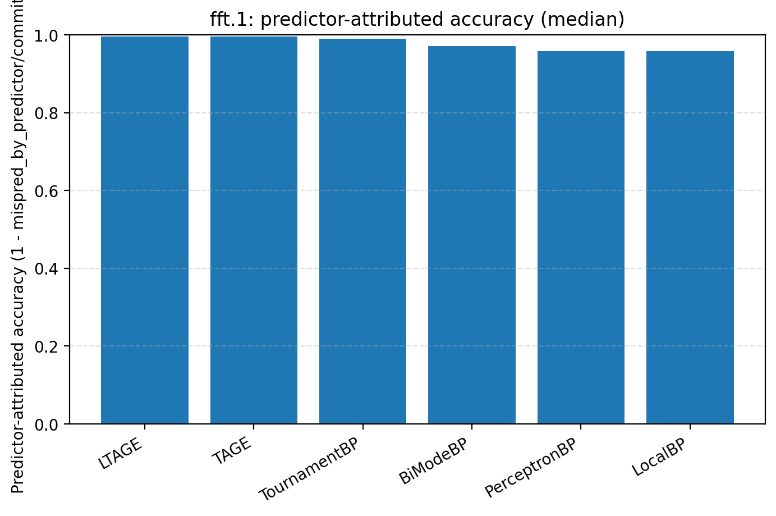 fft.1: predictor-attributed accuracy (median)
Predictor-attributed accuracy (1 - mispred_by_predictor/commit
1.0
0.8
0.6
0.4
0.2
0.0
LTAGE
TAGE
TournamentBP
BiModeBP
PerceptronBP
LocalBP